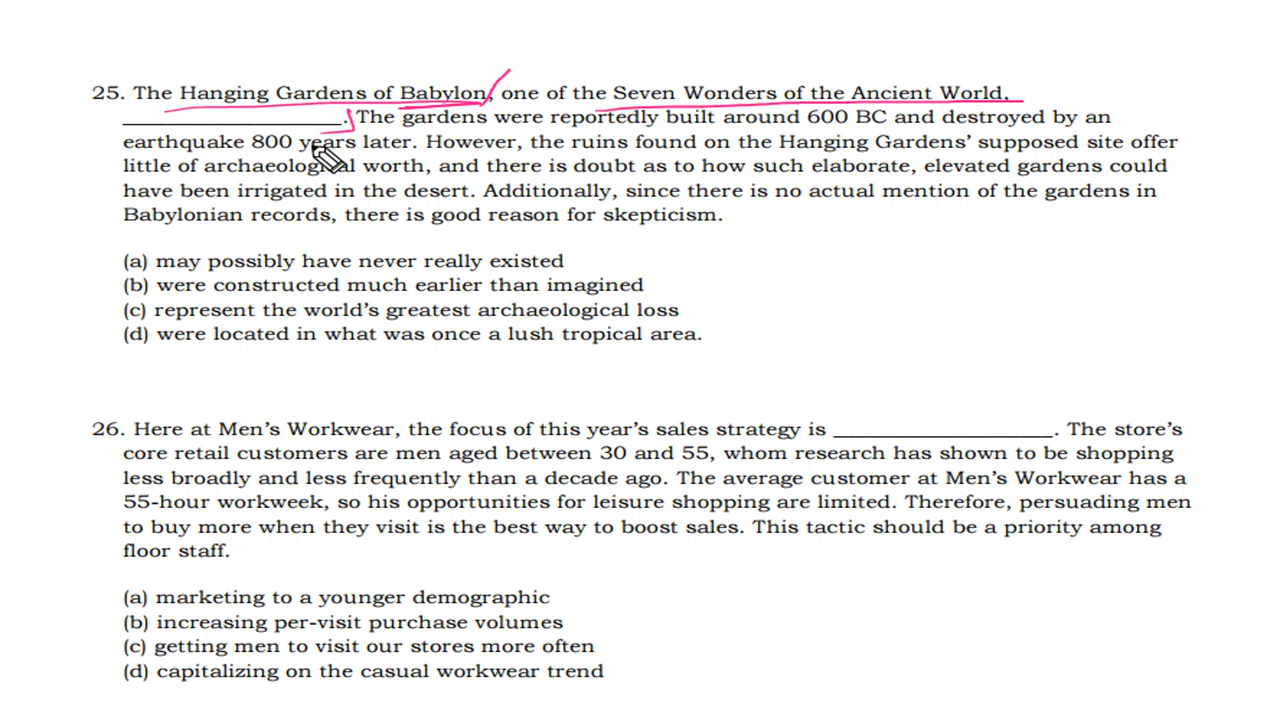 25. The Hanging Gardens of Babylon, one of the Seven Wonders of the Ancient World,
____________________. The gardens were reportedly built around 600 BC and destroyed by an
earthquake 800 years later. However, the ruins found on the Hanging Gardens’ supposed site offer
little of archaeological worth, and there is doubt as to how such elaborate, elevated gardens could
have been irrigated in the desert. Additionally, since there is no actual mention of the gardens in
Babylonian records, there is good reason for skepticism.
(a) may possibly have never really existed
(b) were constructed much earlier than imagined
(c) represent the world’s greatest archaeological loss
(d) were located in what was once a lush tropical area.
26. Here at Men’s Workwear, the focus of this year’s sales strategy is ____________________. The store’s
core retail customers are men aged between 30 and 55, whom research has shown to be shopping
less broadly and less frequently than a decade ago. The average customer at Men’s Workwear has a
55-hour workweek, so his opportunities for leisure shopping are limited. Therefore, persuading men
to buy more when they visit is the best way to boost sales. This tactic should be a priority among
floor staff.
(a) marketing to a younger demographic
(b) increasing per-visit purchase volumes
(c) getting men to visit our stores more often
(d) capitalizing on the casual workwear trend